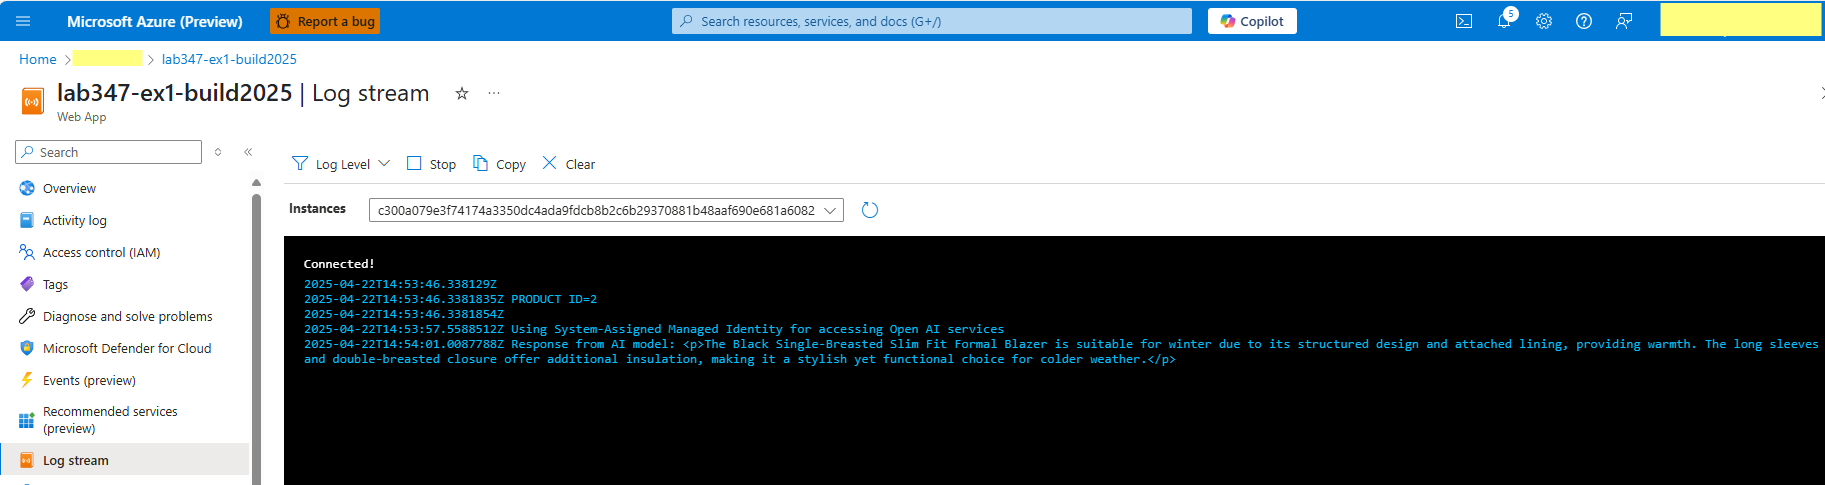 Microsoft Azure (Preview)
Report a bug
Search resources, services, and docs (G+/)
Copilot
5
Home > > lab347-ex1-build2025
lab347-ex1-build2025 | Log stream
Web App
Search
Log Level
Stop
Copy
Clear
Overview
Activity log
Access control (IAM)
Tags
Diagnose and solve problems
Microsoft Defender for Cloud
Events (preview)
Recommended services
(preview)
Log stream
Instances
c300a079e3f74174a3350dc4ada9fdcb8b2c6b29370881b48aaf690e681a6082
Connected!
2025-04-22T14:53:46.338129Z
2025-04-22T14:53:46.3381835Z PRODUCT ID=2
2025-04-22T14:53:46.3381854Z
2025-04-22T14:53:57.5588512Z Using System-Assigned Managed Identity for accessing Open AI services
2025-04-22T14:54:01.0087788Z Response from AI model: <p>The Black Single-Breasted Slim Fit Formal Blazer is suitable for winter due to its structured design and attached lining, providing warmth. The long sleeves
and double-breasted closure offer additional insulation, making it a stylish yet functional choice for colder weather.</p>